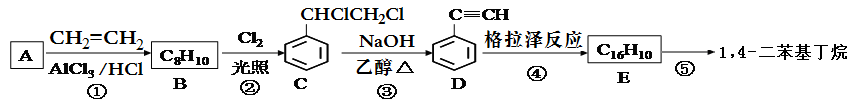 CHClCH₂Cl
C≡CH
A
CH₂=CH₂
AlCl₃/HCl
①
C₈H₁₀
B
Cl₂
光照
②
C
NaOH
乙醇△
③
D
格拉泽反应
④
C₁₆H₁₀
E
⑤
1,4-二苯基丁烷